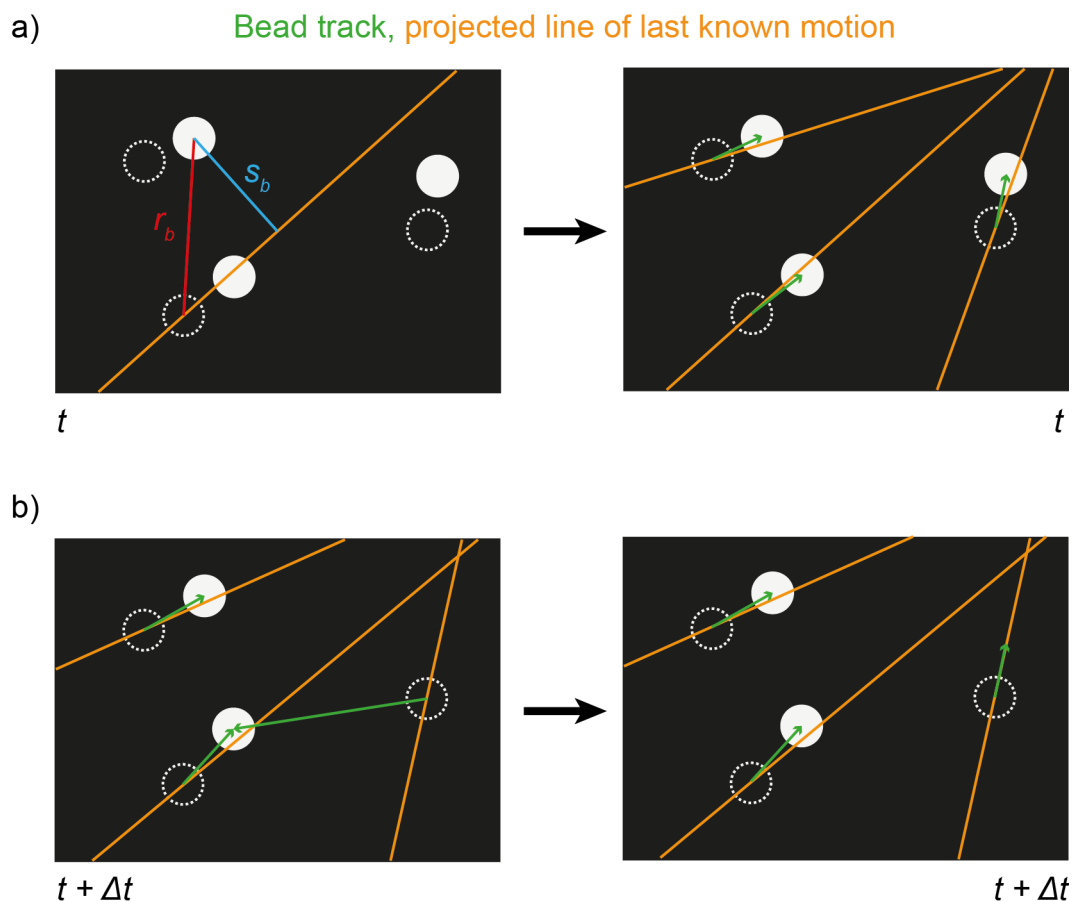 a)
Bead track, projected line of last known motion
s_b
r_b
t
t
b)
t + Δt
t + Δt